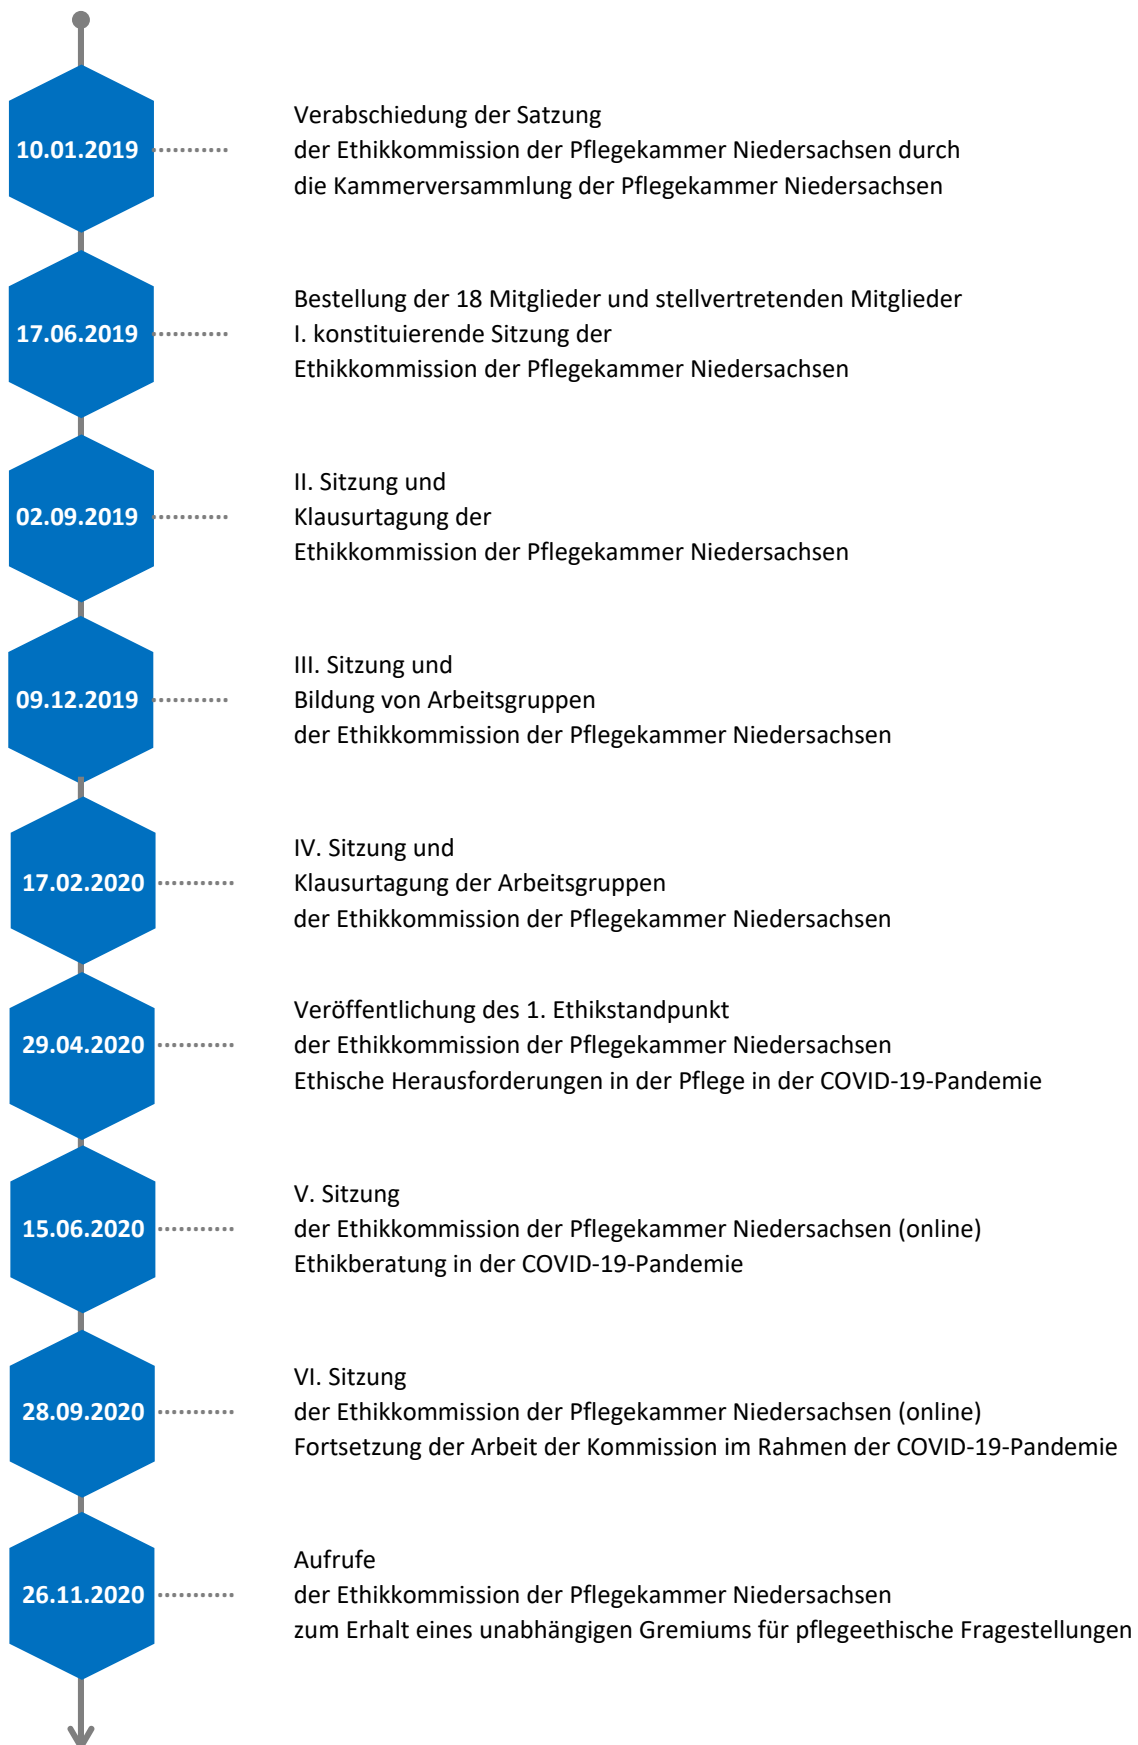 10.01.2019
Verabschiedung der Satzung
der Ethikkommission der Pflegekammer Niedersachsen durch
die Kammerversammlung der Pflegekammer Niedersachsen
17.06.2019
Bestellung der 18 Mitglieder und stellvertretenden Mitglieder
I. konstituierende Sitzung der
Ethikkommission der Pflegekammer Niedersachsen
02.09.2019
II. Sitzung und
Klausurtagung der
Ethikkommission der Pflegekammer Niedersachsen
09.12.2019
III. Sitzung und
Bildung von Arbeitsgruppen
der Ethikkommission der Pflegekammer Niedersachsen
17.02.2020
IV. Sitzung und
Klausurtagung der Arbeitsgruppen
der Ethikkommission der Pflegekammer Niedersachsen
29.04.2020
Veröffentlichung des 1. Ethikstandpunkt
der Ethikkommission der Pflegekammer Niedersachsen
Ethische Herausforderungen in der Pflege in der COVID-19-Pandemie
15.06.2020
V. Sitzung
der Ethikkommission der Pflegekammer Niedersachsen (online)
Ethikberatung in der COVID-19-Pandemie
28.09.2020
VI. Sitzung
der Ethikkommission der Pflegekammer Niedersachsen (online)
Fortsetzung der Arbeit der Kommission im Rahmen der COVID-19-Pandemie
26.11.2020
Aufrufe
der Ethikkommission der Pflegekammer Niedersachsen
zum Erhalt eines unabhängigen Gremiums für pflegeethische Fragestellungen